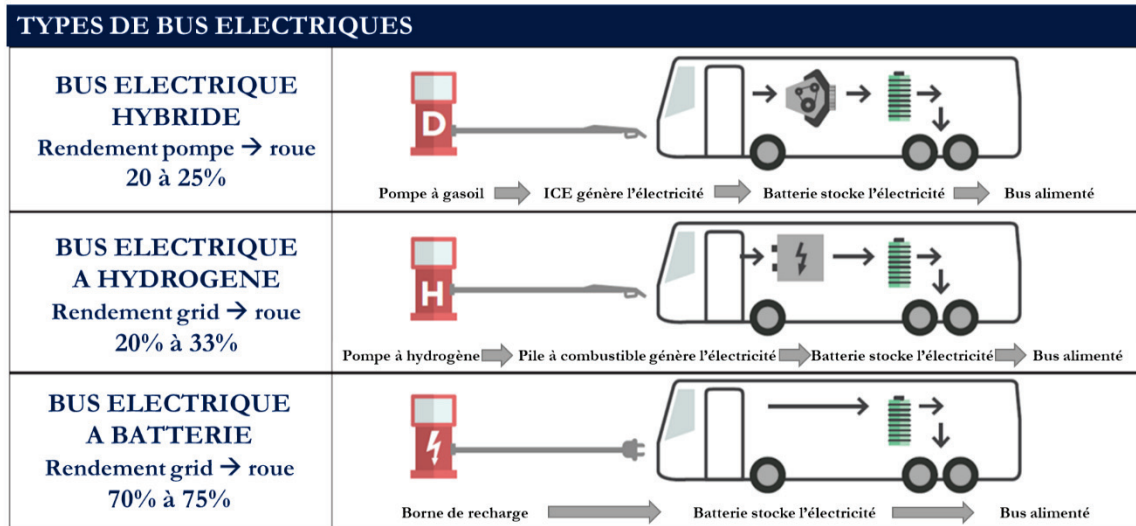 TYPES DE BUS ELECTRIQUES
BUS ELECTRIQUE
HYBRIDE
Rendement pompe → roue
20 à 25%
D
Pompe à gasoil
ICE génère l'électricité
Batterie stocke l'électricité
Bus alimenté
BUS ELECTRIQUE
A HYDROGENE
Rendement grid → roue
20% à 33%
H
Pompe à hydrogène
Pile à combustible génère l'électricité
Batterie stocke l'électricité
Bus alimenté
BUS ELECTRIQUE
A BATTERIE
Rendement grid → roue
70% à 75%
Borne de recharge
Batterie stocke l'électricité
Bus alimenté